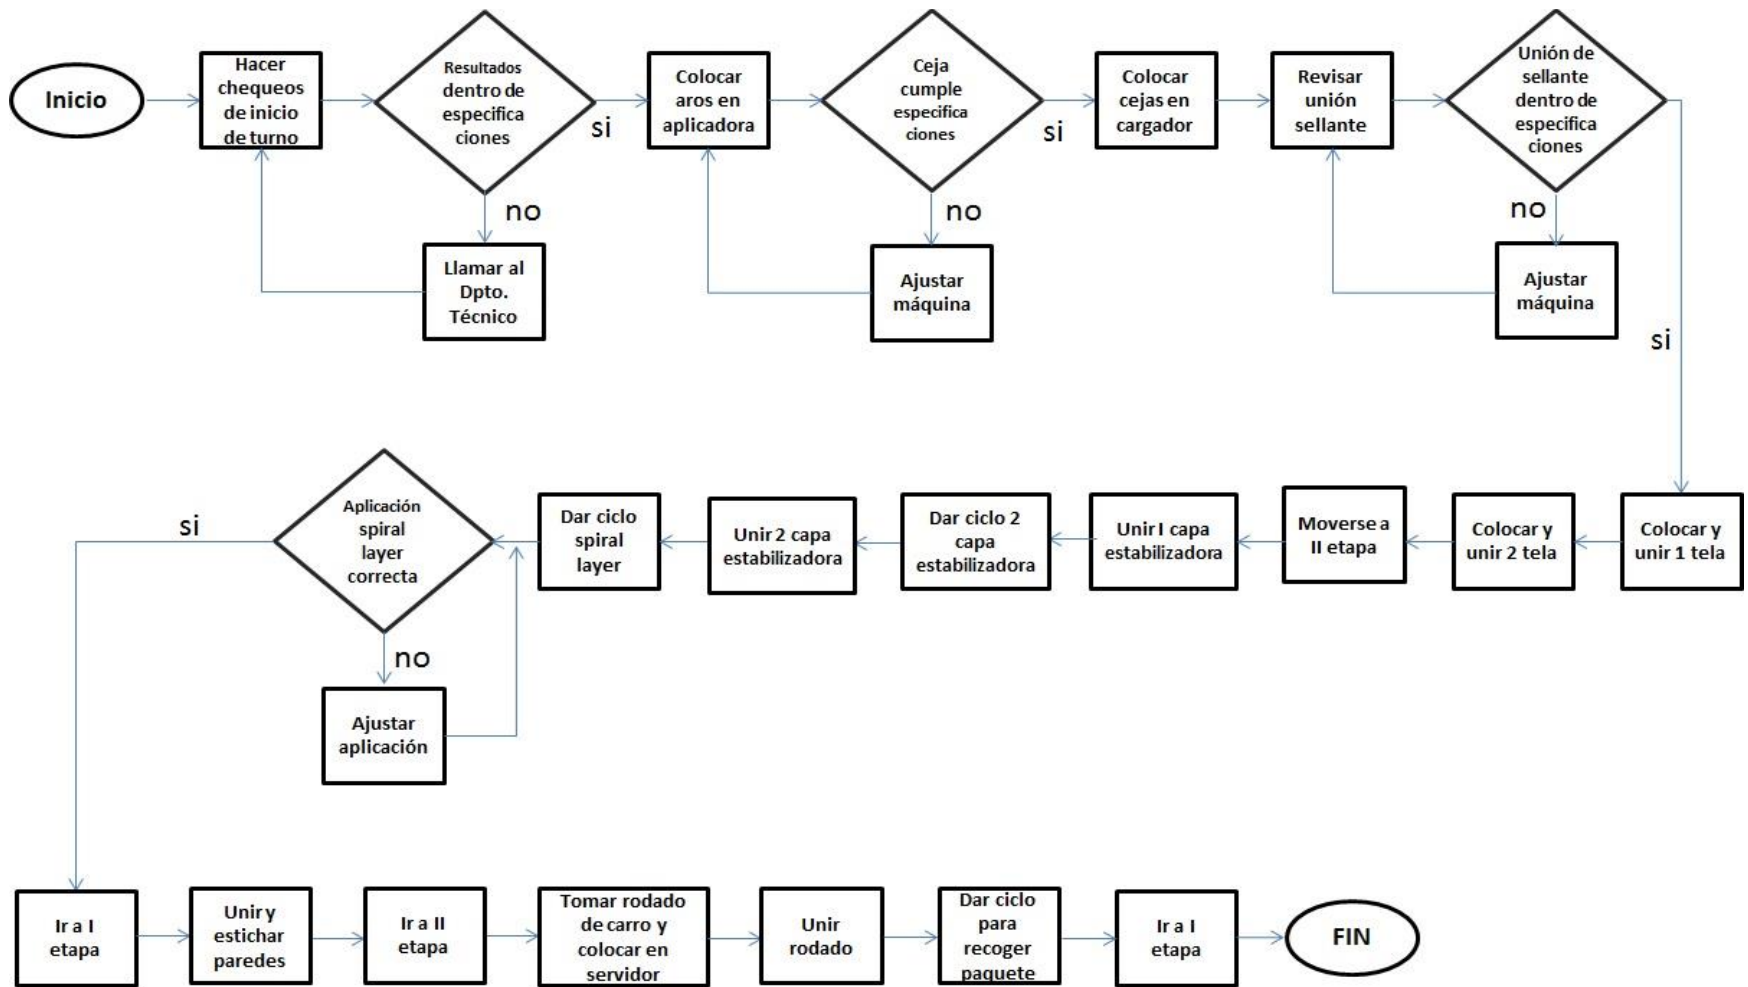 Inicio
Hacer
chequeos
de inicio
de turno
Resultados
dentro de
especifica
ciones
si
no
Llamar al
Dpto.
Técnico
Colocar
aros en
aplicadora
Ceja
cumple
especifica
ciones
si
no
Ajustar
máquina
Colocar
cejas en
cargador
Revisar
unión
sellante
Unión de
sellante
dentro de
especifica
ciones
no
Ajustar
máquina
si
Colocar y
unir 1 tela
Colocar y
unir 2 tela
Moverse a
II etapa
Unir I capa
estabilizadora
Dar ciclo 2
capa
estabilizadora
Unir 2 capa
estabilizadora
Dar ciclo
spiral
layer
Aplicación
spiral
layer
correcta
si
no
Ajustar
aplicación
Ir a I
etapa
Unir y
estichar
paredes
Ir a II
etapa
Tomar rodado
de carro y
colocar en
servidor
Unir
rodado
Dar ciclo
para
recoger
paquete
Ir a I
etapa
FIN